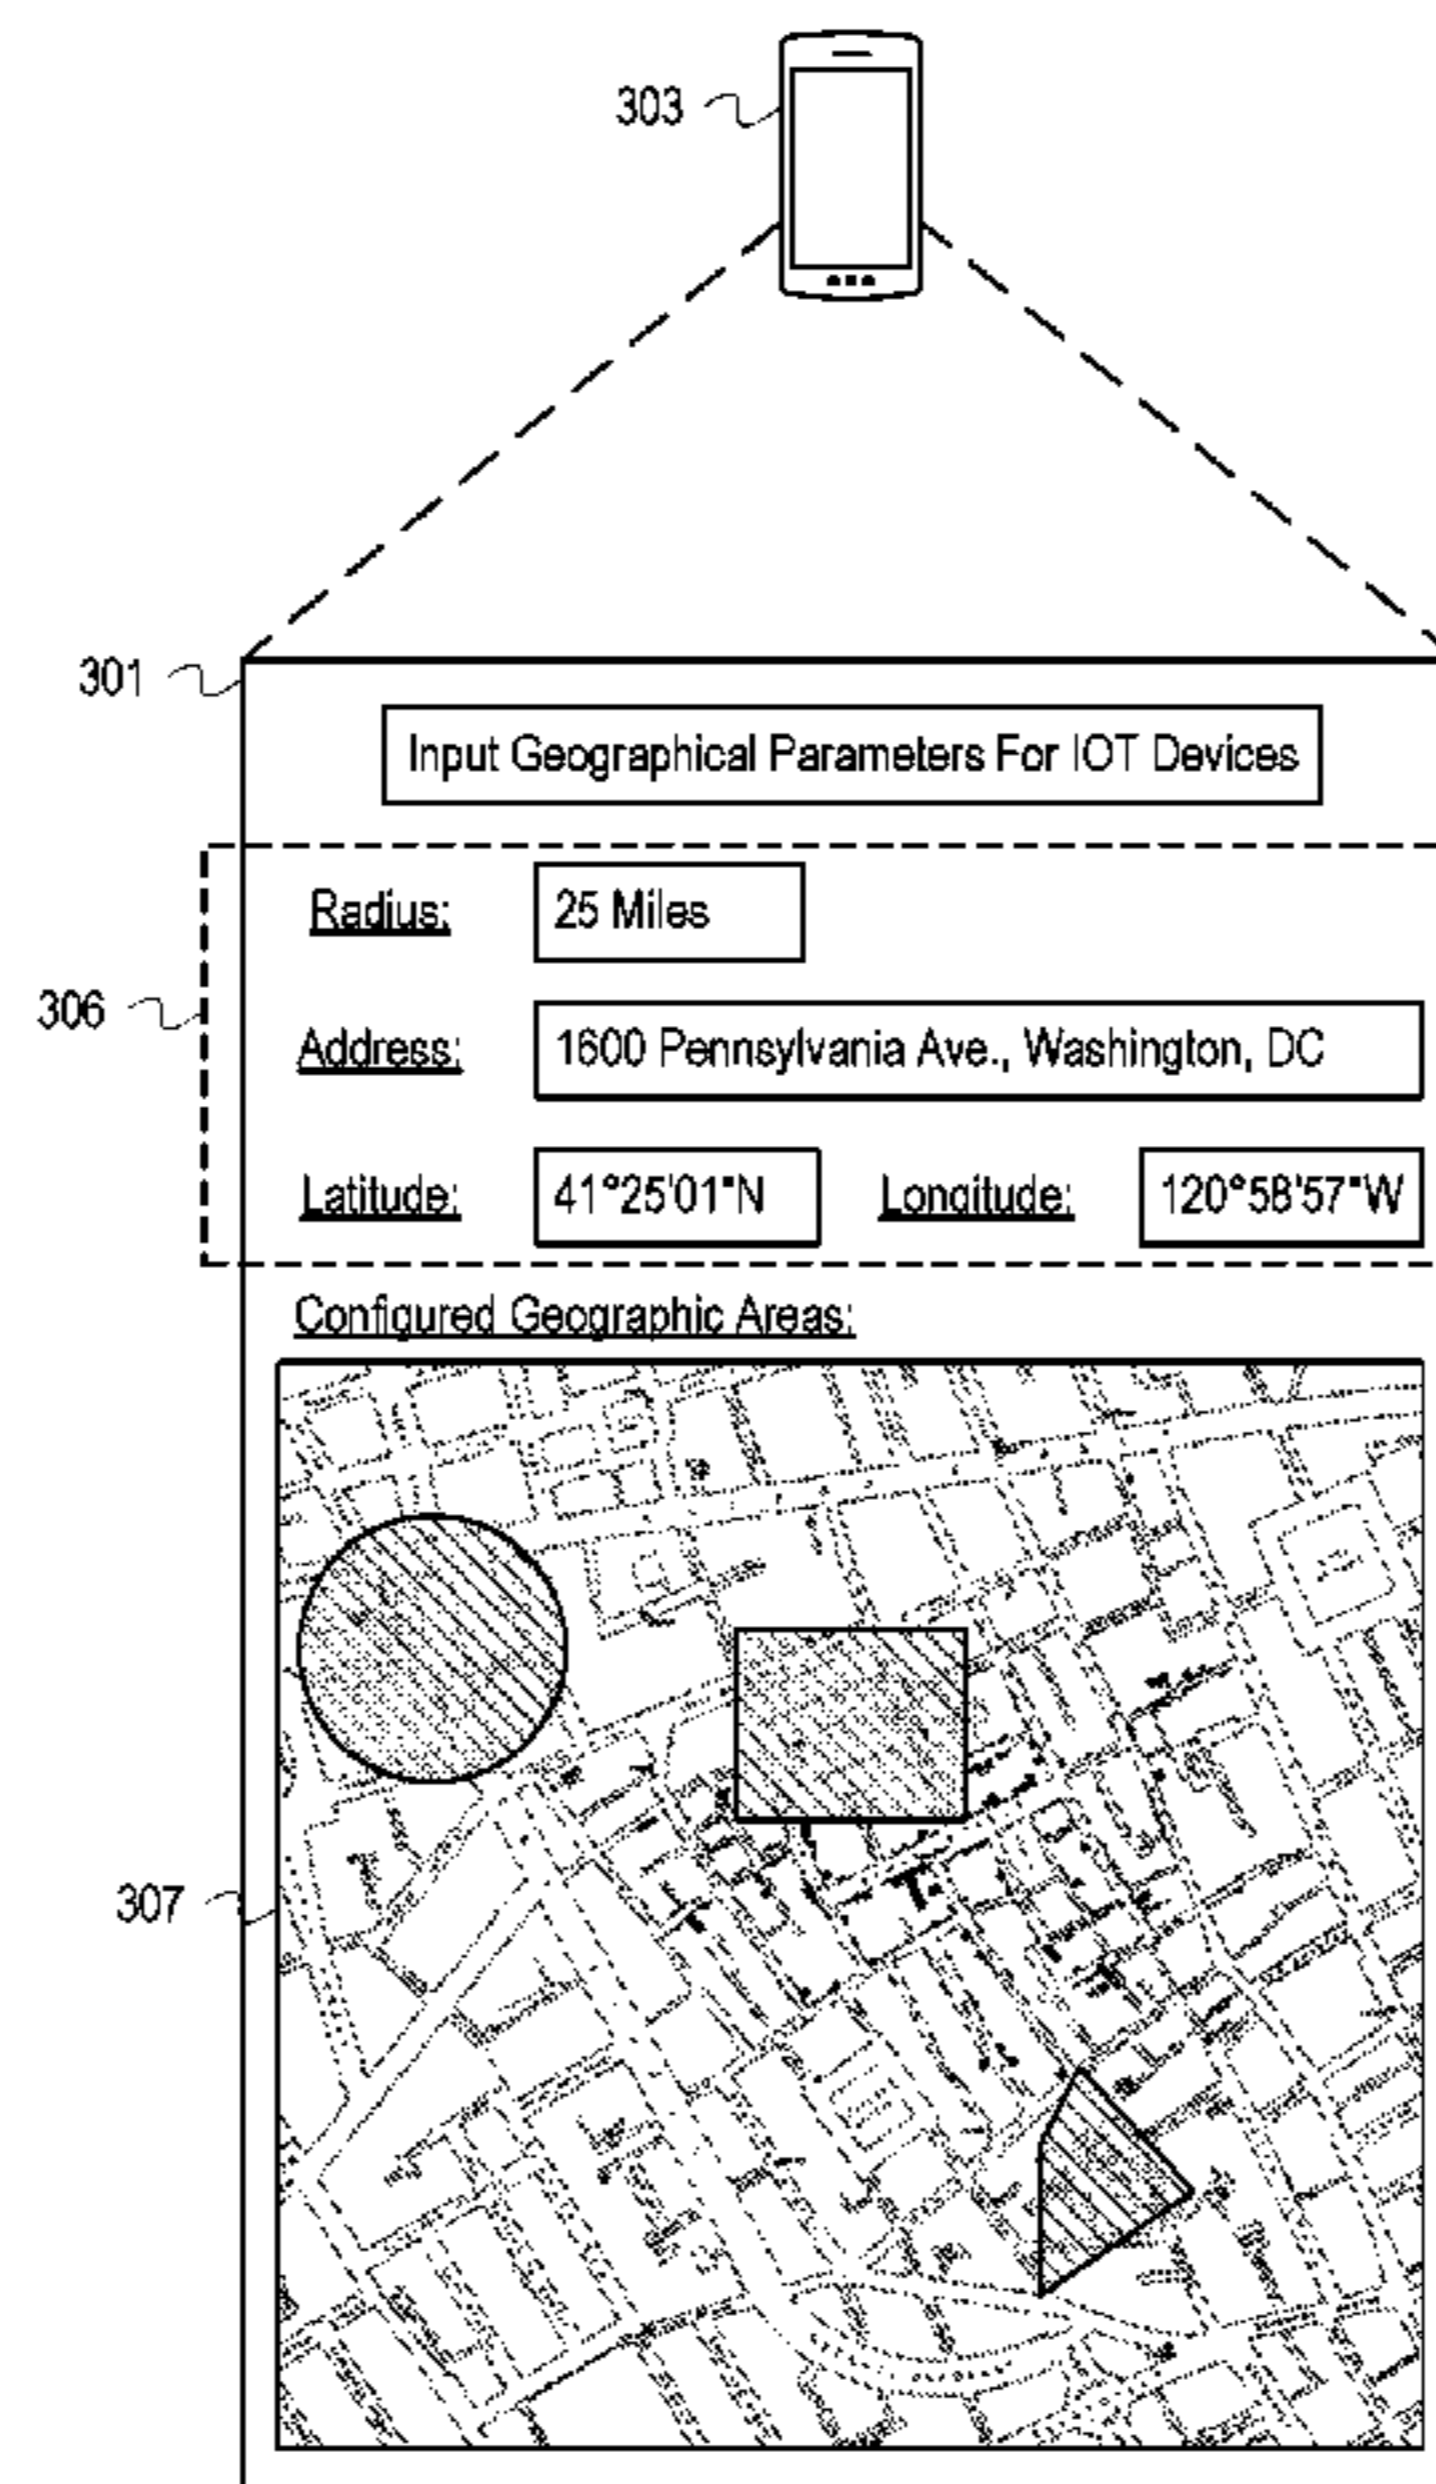 303
301
Input Geographical Parameters For IOT Devices
Radius: 25 Miles
306
Address: 1600 Pennsylvania Ave., Washington, DC
Latitude: 41°25'01"N Longitude: 120°58'57"W
Configured Geographic Areas:
307